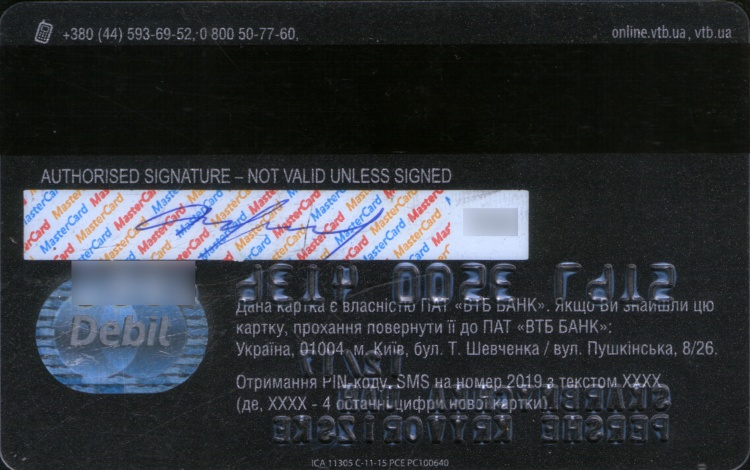 +380 (44) 593-69-52, 0 800 50-77-60,
online.vtb.ua, vtb.ua
AUTHORISED SIGNATURE – NOT VALID UNLESS SIGNED
MasterCard
Debit
Дана картка є власністю ПАТ «ВТБ БАНК». Якщо Ви знайшли цю
картку, прохання повернути її до ПАТ «ВТБ БАНК»:
Україна, 01004, м. Київ, бул. Т. Шевченка / вул. Пушкінська, 8/26.
Отримання PIN-коду: SMS на номер 2019 з текстом XXXX
(де, XXXX - 4 останні цифри нової картки).
PERSHE KRYVORIZSKE
ICA 11305 C-11-15 PCE PC100640